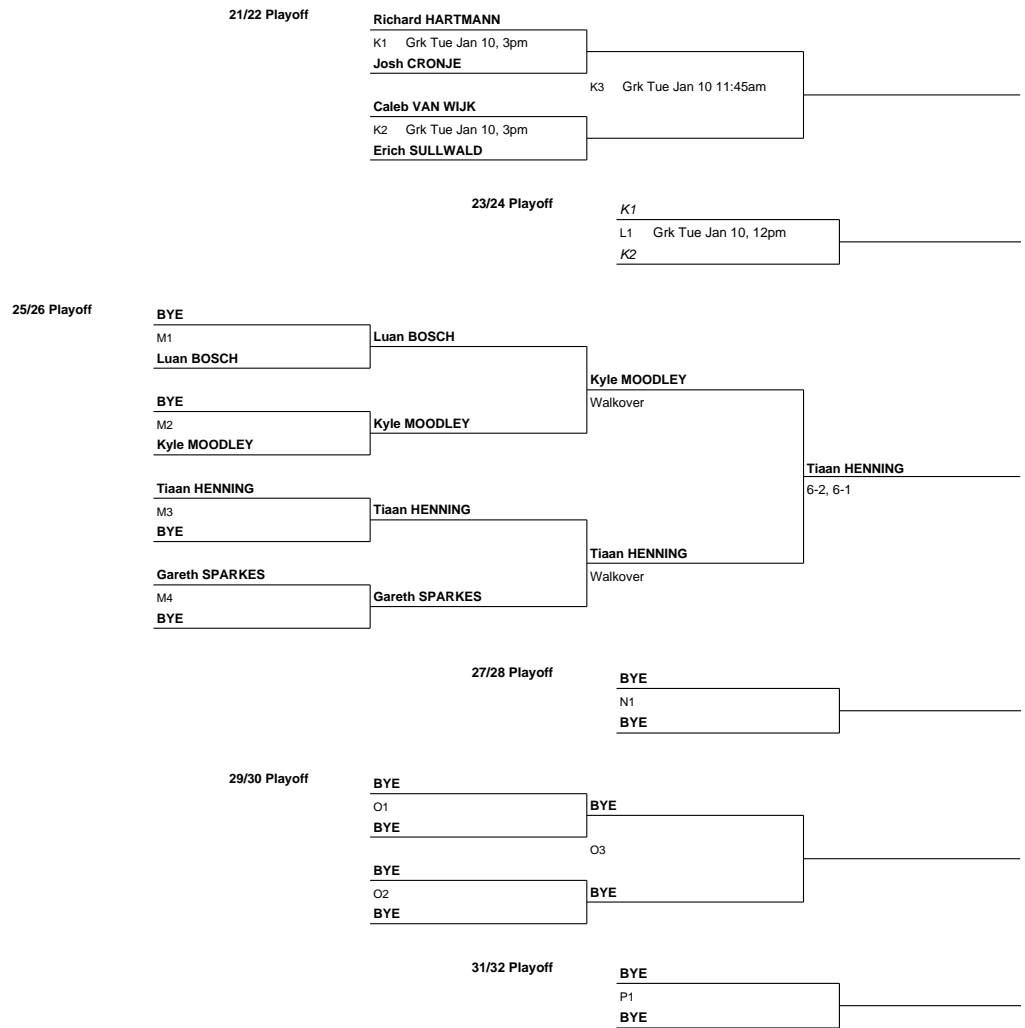 21/22 Playoff
Richard HARTMANN
K1 Grk Tue Jan 10, 3pm
Josh CRONJE
K3 Grk Tue Jan 10 11:45am
Caleb VAN WIJK
K2 Grk Tue Jan 10, 3pm
Erich SULLWALD
23/24 Playoff
K1
L1 Grk Tue Jan 10, 12pm
K2
25/26 Playoff
BYE
M1
Luan BOSCH
Luan BOSCH
Kyle MOODLEY
Walkover
BYE
M2
Kyle MOODLEY
Kyle MOODLEY
Tiaan HENNING
6-2, 6-1
Tiaan HENNING
M3
Tiaan HENNING
BYE
Tiaan HENNING
Walkover
Gareth SPARKES
M4
Gareth SPARKES
BYE
27/28 Playoff
BYE
N1
BYE
29/30 Playoff
BYE
O1
BYE
BYE
O3
BYE
O2
BYE
BYE
31/32 Playoff
BYE
P1
BYE